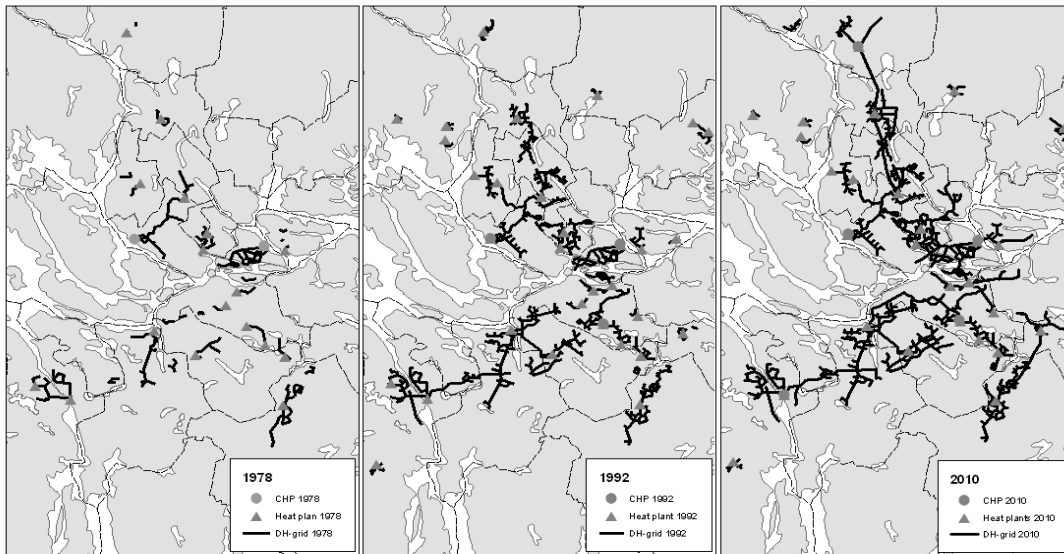 1978
CHP 1978
Heat plan 1978
DH-grid 1978
1992
CHP 1992
Heat plant 1992
DH-grid 1992
2010
CHP 2010
Heat plants 2010
DH-grid 2010